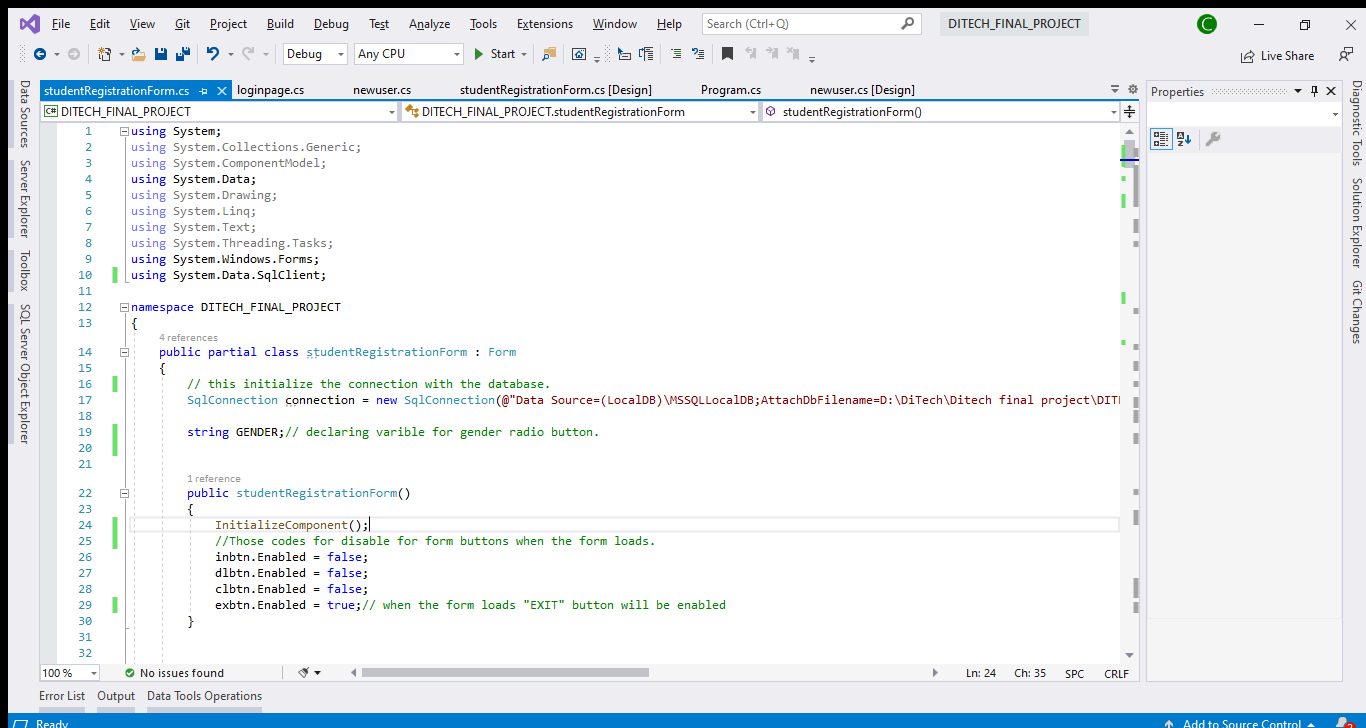 File Edit View Git Project Build Debug Test Analyze Tools Extensions Window Help Search (Ctrl+Q) DITECH_FINAL_PROJECT C
Debug Any CPU Start Live Share
studentRegistrationForm.cs loginpage.cs newuser.cs studentRegistrationForm.cs [Design] Program.cs newuser.cs [Design]
C# DITECH_FINAL_PROJECT DITECH_FINAL_PROJECT.studentRegistrationForm studentRegistrationForm()
1 using System;
2 using System.Collections.Generic;
3 using System.ComponentModel;
4 using System.Data;
5 using System.Drawing;
6 using System.Linq;
7 using System.Text;
8 using System.Threading.Tasks;
9 using System.Windows.Forms;
10 using System.Data.SqlClient;
11
12 namespace DITECH_FINAL_PROJECT
13 {
4 references
14 public partial class studentRegistrationForm : Form
15 {
16 // this initialize the connection with the database.
17 SqlConnection connection = new SqlConnection(@"Data Source=(LocalDB)\MSSQLLocalDB;AttachDbFilename=D:\DiTech\Ditech final project\DITE
18
19 string GENDER;// declaring varible for gender radio button.
20
21
1 reference
22 public studentRegistrationForm()
23 {
24 InitializeComponent();
25 //Those codes for disable for form buttons when the form loads.
26 inbtn.Enabled = false;
27 dlbtn.Enabled = false;
28 clbtn.Enabled = false;
29 exbtn.Enabled = true;// when the form loads "EXIT" button will be enabled
30 }
31
32
100 % No issues found Ln: 24 Ch: 35 SPC CRLF
Error List Output Data Tools Operations
Ready Add to Source Control 2
Data Sources
Server Explorer
Toolbox
SQL Server Object Explorer
Properties
Diagnostic Tools
Solution Explorer
Git Changes